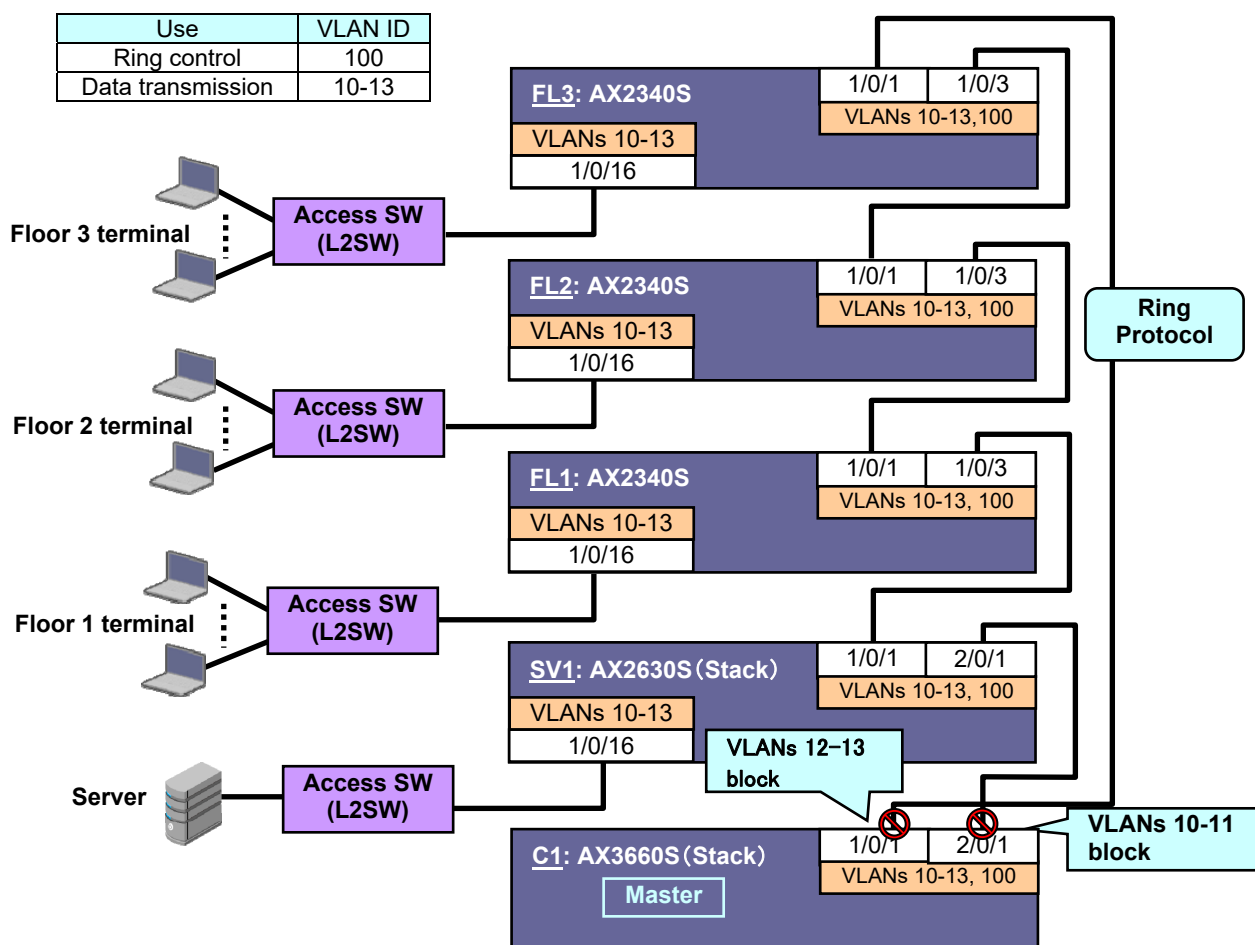 Use VLAN ID
Ring control 100
Data transmission 10-13
FL3: AX2340S
1/0/1 1/0/3
VLANs 10-13,100
VLANs 10-13
1/0/16
Access SW
(L2SW)
Floor 3 terminal
FL2: AX2340S
1/0/1 1/0/3
VLANs 10-13, 100
VLANs 10-13
1/0/16
Ring
Protocol
Access SW
(L2SW)
Floor 2 terminal
FL1: AX2340S
1/0/1 1/0/3
VLANs 10-13, 100
VLANs 10-13
1/0/16
Access SW
(L2SW)
Floor 1 terminal
SV1: AX2630S（Stack）
1/0/1 2/0/1
VLANs 10-13, 100
VLANs 10-13
1/0/16
VLANs 12-13
block
Access SW
(L2SW)
Server
C1: AX3660S（Stack）
1/0/1 2/0/1
VLANs 10-13, 100
VLANs 10-11
block
Master